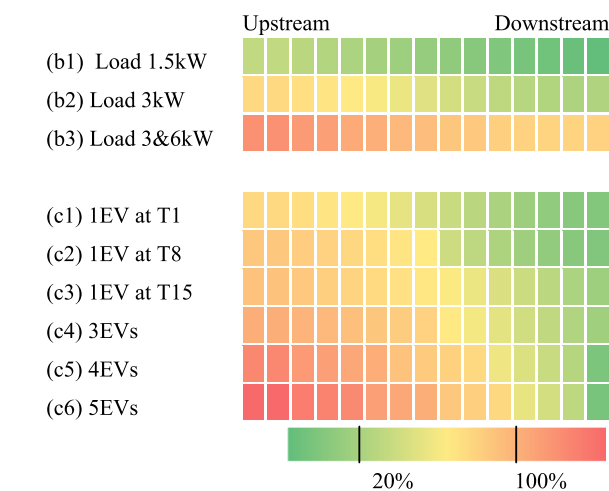 Upstream Downstream
(b1) Load 1.5kW
(b2) Load 3kW
(b3) Load 3&6kW
(c1) 1EV at T1
(c2) 1EV at T8
(c3) 1EV at T15
(c4) 3EVs
(c5) 4EVs
(c6) 5EVs
20% 100%